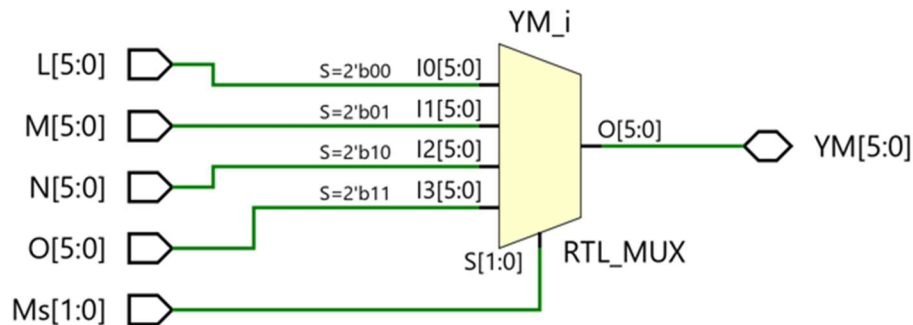 YM_i
L[5:0]
S=2'b00 I0[5:0]
M[5:0]
S=2'b01 I1[5:0]
O[5:0]
YM[5:0]
N[5:0]
S=2'b10 I2[5:0]
S=2'b11 I3[5:0]
O[5:0]
S[1:0]
RTL_MUX
Ms[1:0]